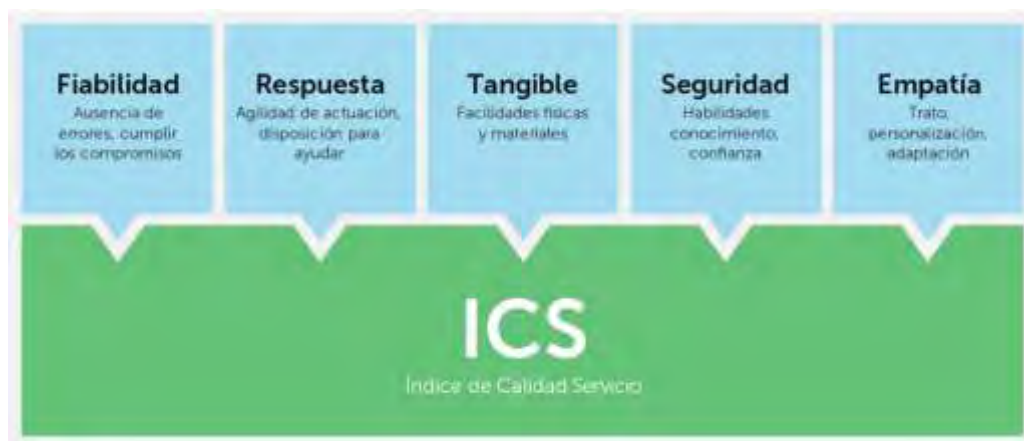 Fiabilidad
Ausencia de
errores, cumplir
los compromisos
Respuesta
Agilidad de actuación,
disposición para
ayudar
Tangible
Facilidades físicas
y materiales
Seguridad
Habilidades,
conocimiento,
confianza
Empatía
Trato,
personalización,
adaptación
ICS
Índice de Calidad Servicio